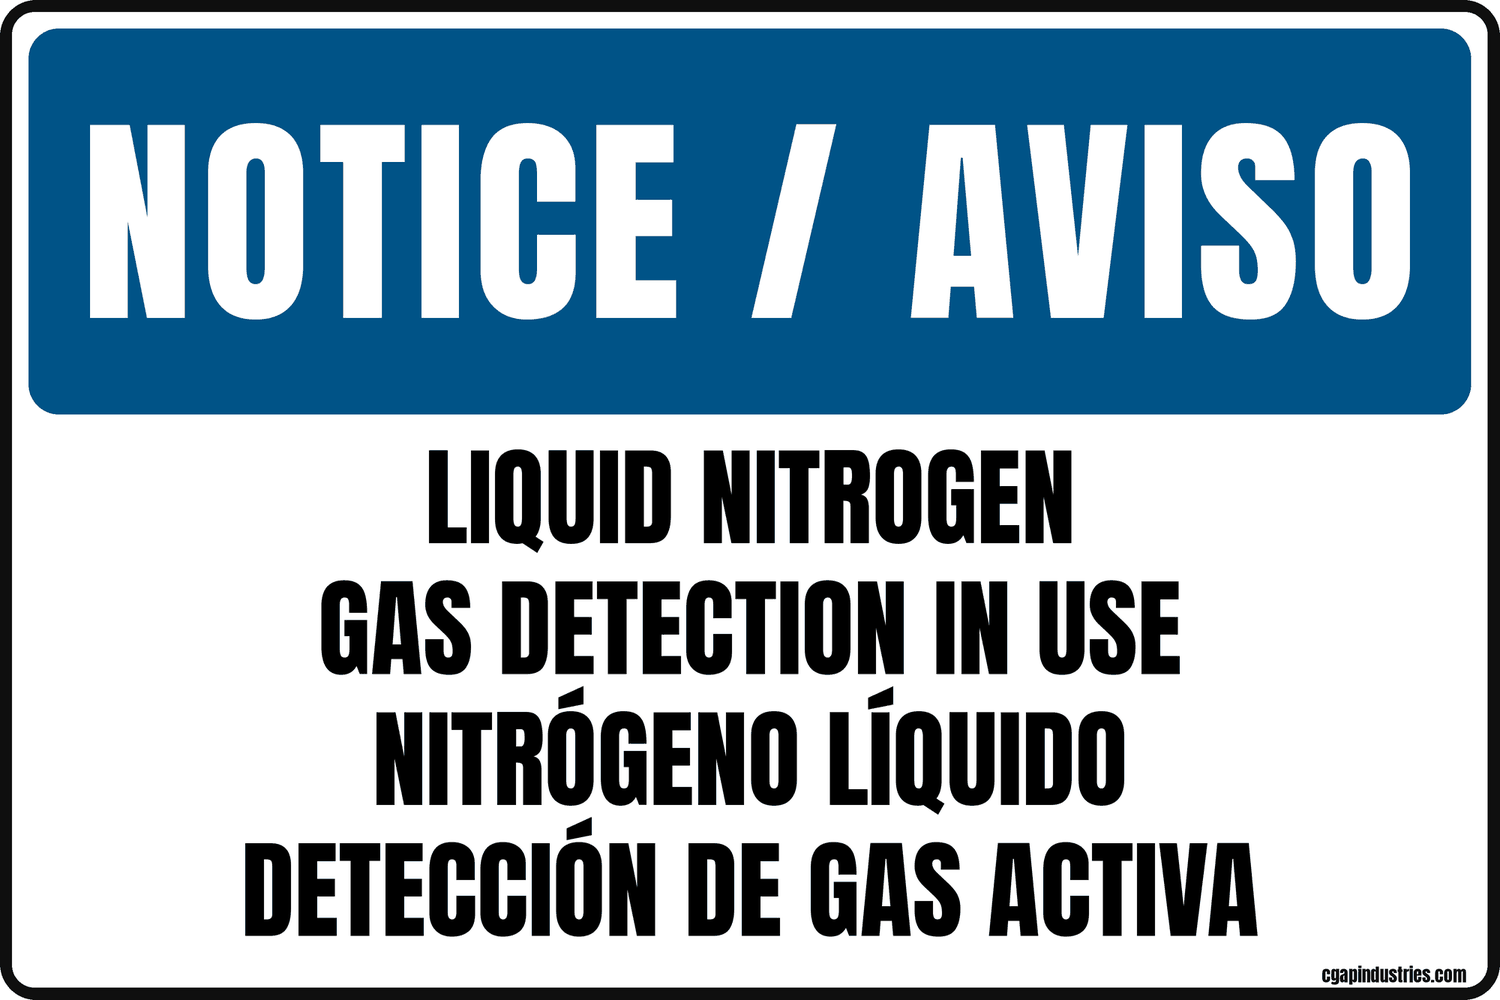 NOTICE / AVISO
LIQUID NITROGEN
GAS DETECTION IN USE
NITRÓGENO LÍQUIDO
DETECCIÓN DE GAS ACTIVA
cgapindustries.com